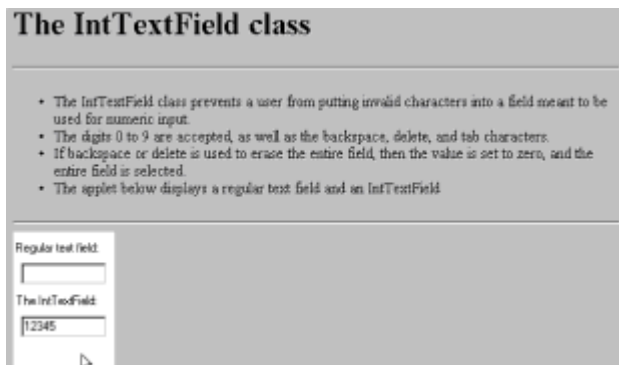 The IntTextField class
• The IntTextField class prevents a user from putting invalid characters into a field meant to be
used for numeric input.
• The digits 0 to 9 are accepted, as well as the backspace, delete, and tab characters.
• If backspace or delete is used to erase the entire field, then the value is set to zero, and the
entire field is selected.
• The applet below displays a regular text field and an IntTextField
Regular text field:
The IntTextField:
12345